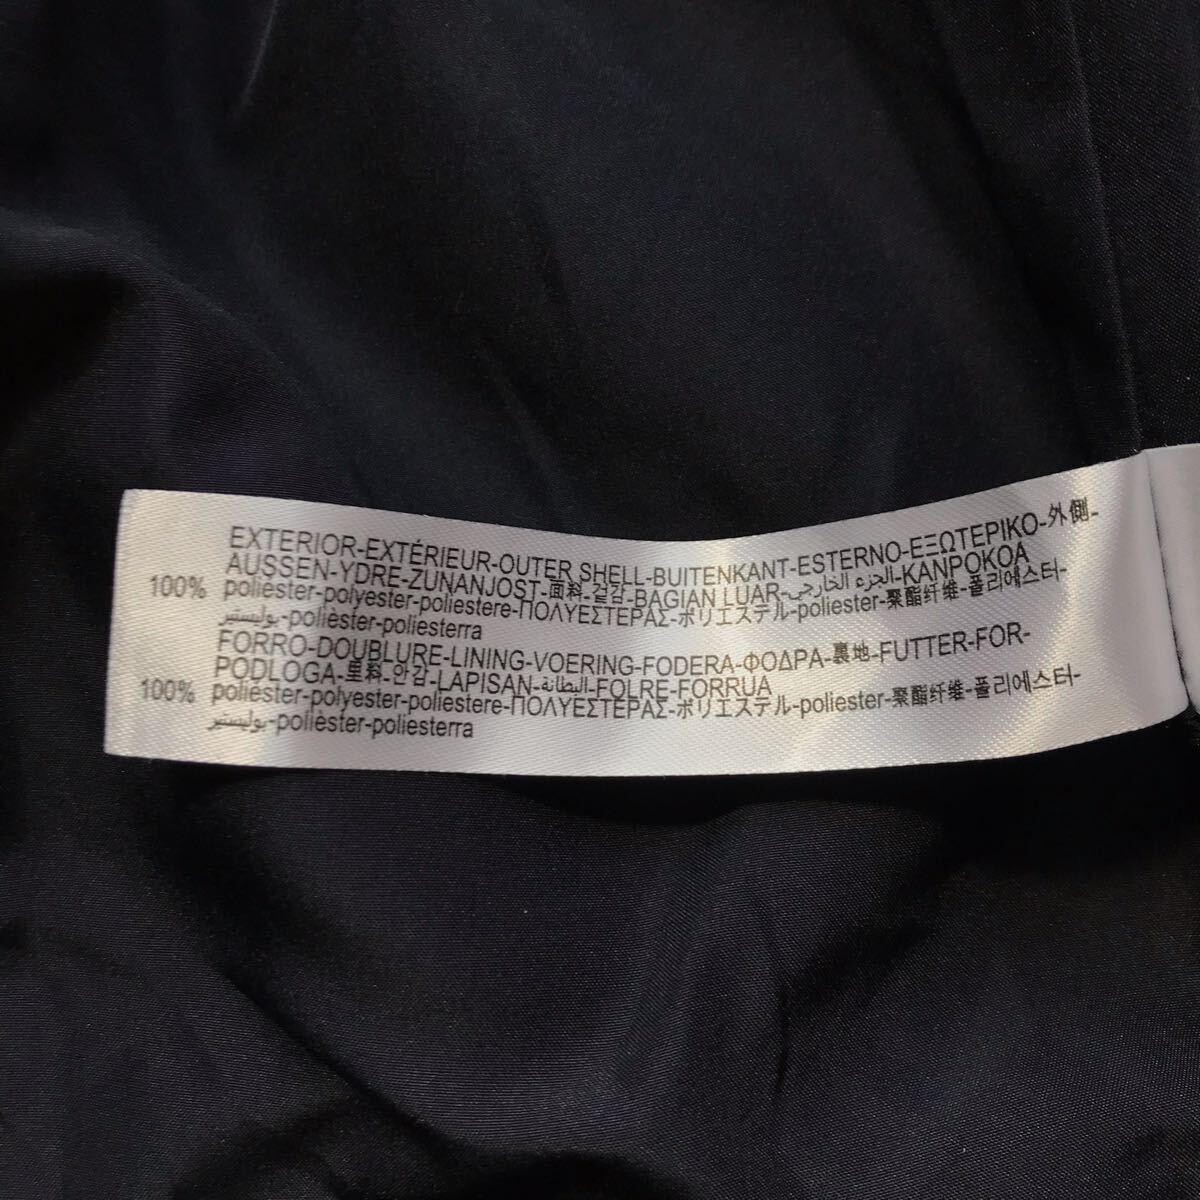 EXTERIOR-EXTÉRIEUR-OUTER SHELL-BUITENKANT-ESTERNO-ΕΞΩΤΕΡΙΚΟ-外側-
AUSSEN-YDRE-ZUNANJOST-面料-겉감-BAGIAN LUAR-الجزء الخارجي-KANPOKOA
100% poliéster-polyester-poliestere-ΠΟΛΥΕΣΤΕΡΑΣ-ポリエステル-poliester-聚酯纤维-폴리에스터-
بوليستير-polièster-poliesterra
FORRO-DOUBLURE-LINING-VOERING-FODERA-ΦΟΔΡΑ-裏地-FUTTER-FOR-
PODLOGA-里料-안감-LAPISAN-البطانة-FOLRE-FORRUA
100% poliéster-polyester-poliestere-ΠΟΛΥΕΣΤΕΡΑΣ-ポリエステル-poliester-聚酯纤维-폴리에스터-
بوليستير-polièster-poliesterra